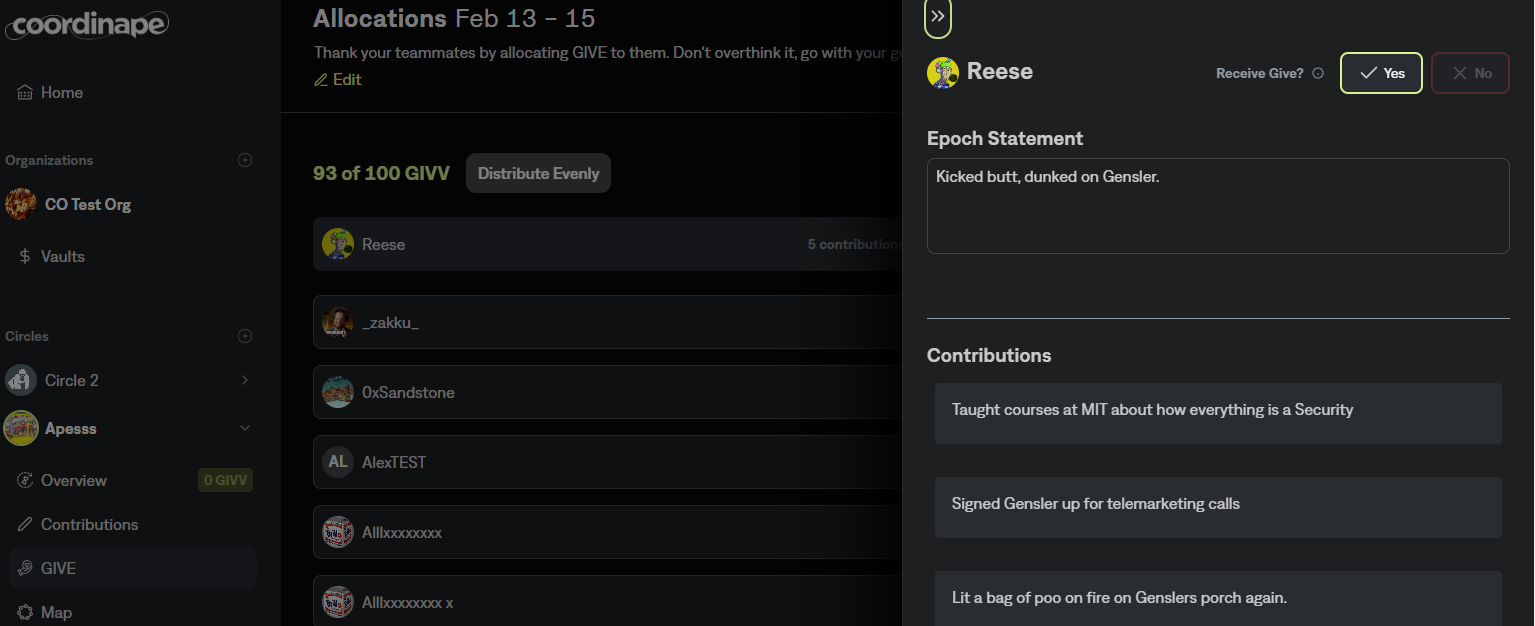 coordinape
Home
Organizations
CO Test Org
Vaults
Circles
Circle 2
Apesss
Overview
0 GIVV
Contributions
GIVE
Map
Allocations Feb 13 – 15
Thank your teammates by allocating GIVE to them. Don't overthink it, go with your
Edit
93 of 100 GIVV
Distribute Evenly
Reese
5 contributions
_zakku_
0xSandstone
AL
AlexTEST
Alllxxxxxxxx
Alllxxxxxxxx x
Reese
Receive Give?
Yes
No
Epoch Statement
Kicked butt, dunked on Gensler.
Contributions
Taught courses at MIT about how everything is a Security
Signed Gensler up for telemarketing calls
Lit a bag of poo on fire on Genslers porch again.